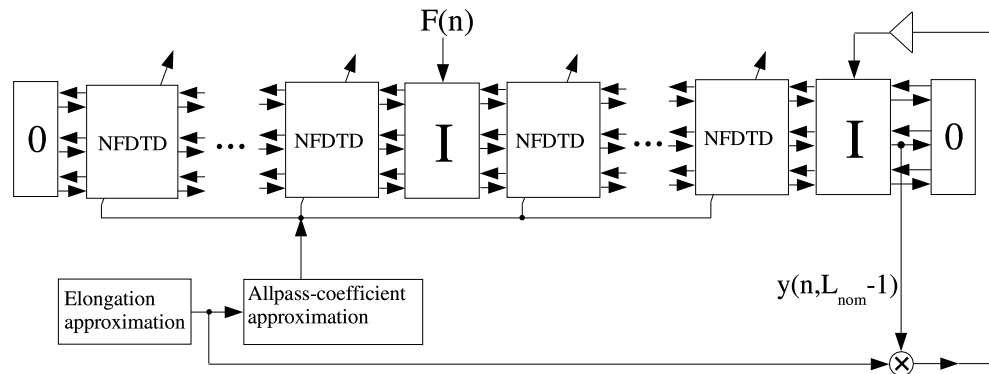 F(n)
0 NFDTD ... NFDTD I NFDTD ... NFDTD I 0
y(n,L_nom-1)
Elongation
approximation
Allpass-coefficient
approximation